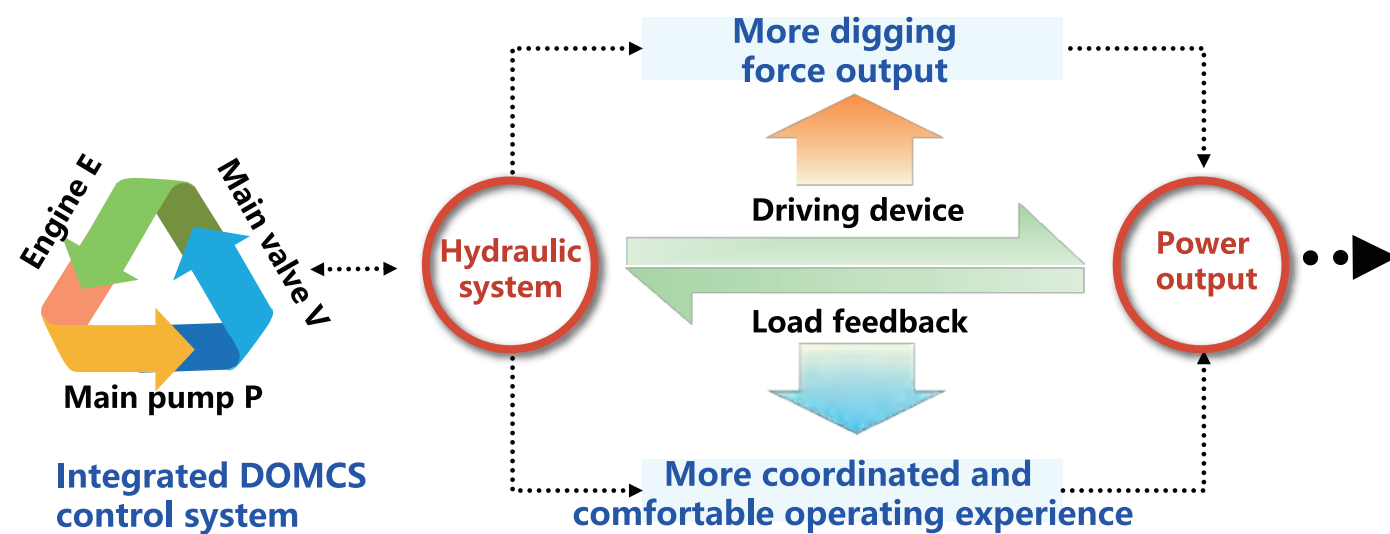 Engine E
Main valve V
Main pump P
Integrated DOMCS
control system
Hydraulic
system
More digging
force output
Driving device
Load feedback
More coordinated and
comfortable operating experience
Power
output